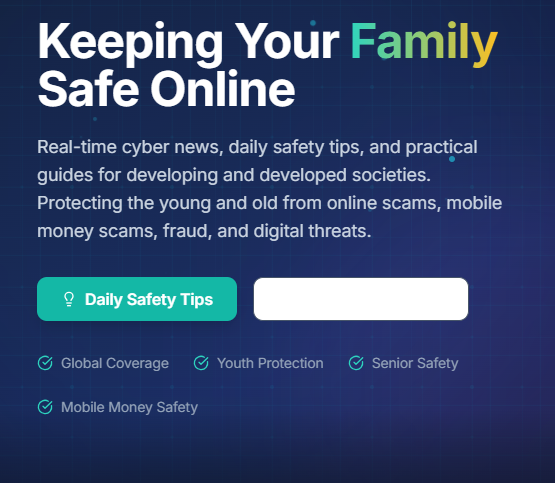 Keeping Your Family
Safe Online
Real-time cyber news, daily safety tips, and practical
guides for developing and developed societies.
Protecting the young and old from online scams, mobile
money scams, fraud, and digital threats.
Daily Safety Tips
Global Coverage Youth Protection Senior Safety
Mobile Money Safety